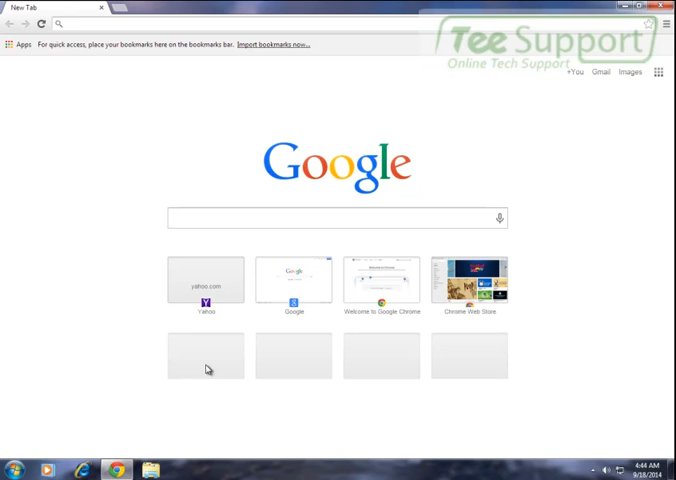 New Tab
Tee Support
Online Tech Support
Apps For quick access, place your bookmarks here on the bookmarks bar. Import bookmarks now...
+You Gmail Images
Google
yahoo.com
Google
Yahoo
Google
Welcome to Google Chrome
Chrome Web Store
4:44 AM
9/18/2014